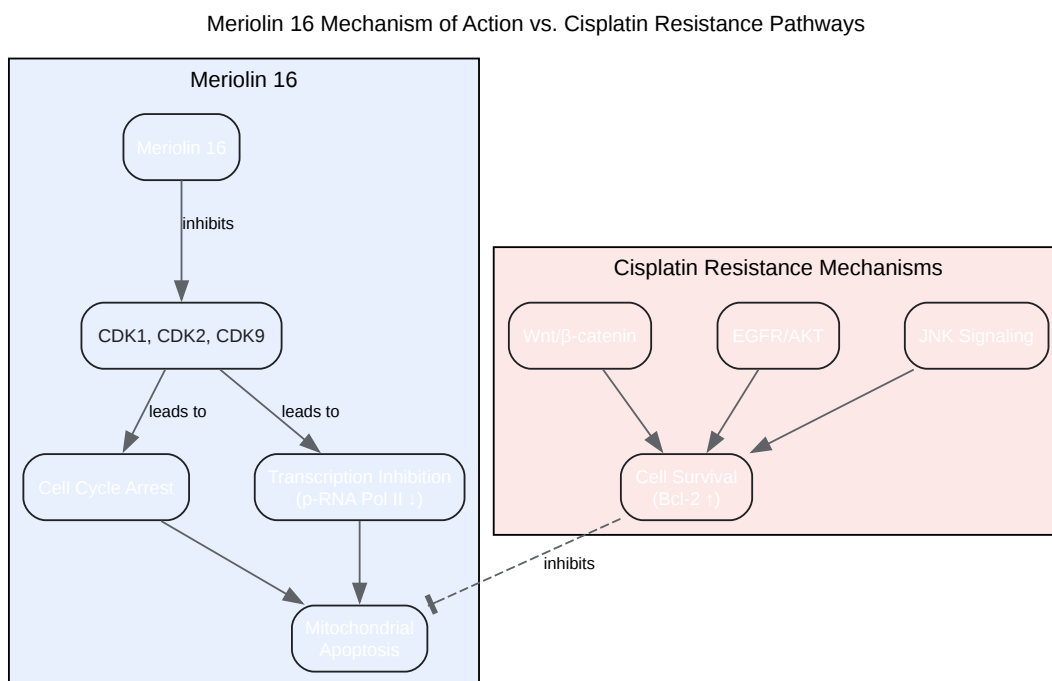 Meriolin 16 Mechanism of Action vs. Cisplatin Resistance Pathways
Meriolin 16
Meriolin 16
inhibits
CDK1, CDK2, CDK9
leads to
leads to
Cell Cycle Arrest
Transcription Inhibition
(p-RNA Pol II ↓)
Mitochondrial
Apoptosis
Cisplatin Resistance Mechanisms
Wnt/β-catenin
EGFR/AKT
JNK Signaling
Cell Survival
(Bcl-2 ↑)
inhibits